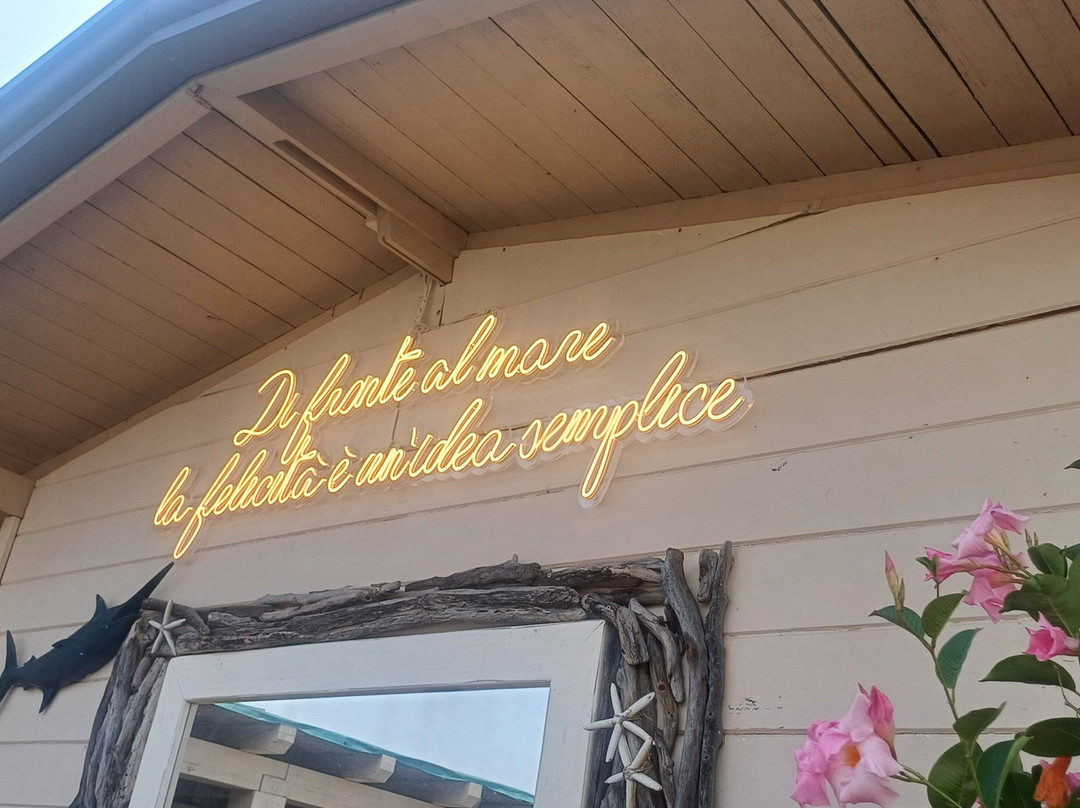 Di fronte al mare
la felicità è un'idea semplice